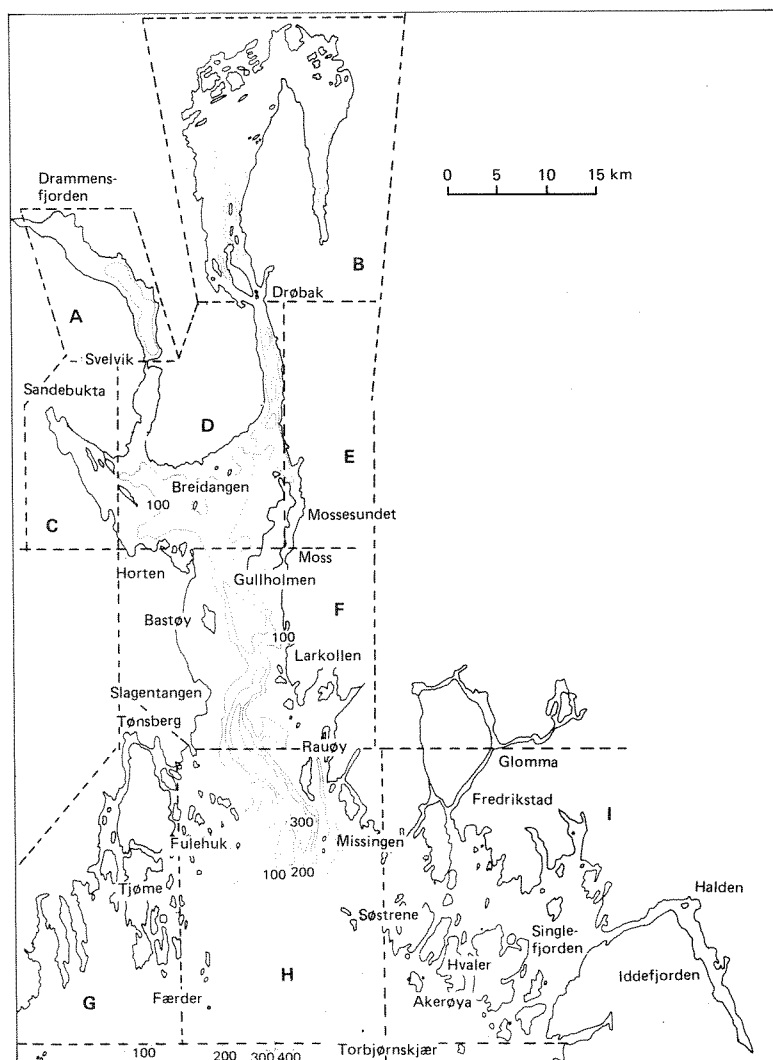 Drammens-
fjorden
0 5 10 15 km
B
Drøbak
A
Svelvik
Sandebukta
D
E
Breidangen
100
Mossesundet
C
Moss
Horten
Gullholmen
Bastøy
F
100
Larkollen
Slagentangen
Tønsberg
Rauøy
Glomma
Fredrikstad
I
300
Fulehuk
Missingen
100 200
Tjøme
Halden
Søstrene
Single-
fjorden
Hvaler
Iddefjorden
H
Akerøya
G
Færder
Torbjørnskjær
100 200 300 400